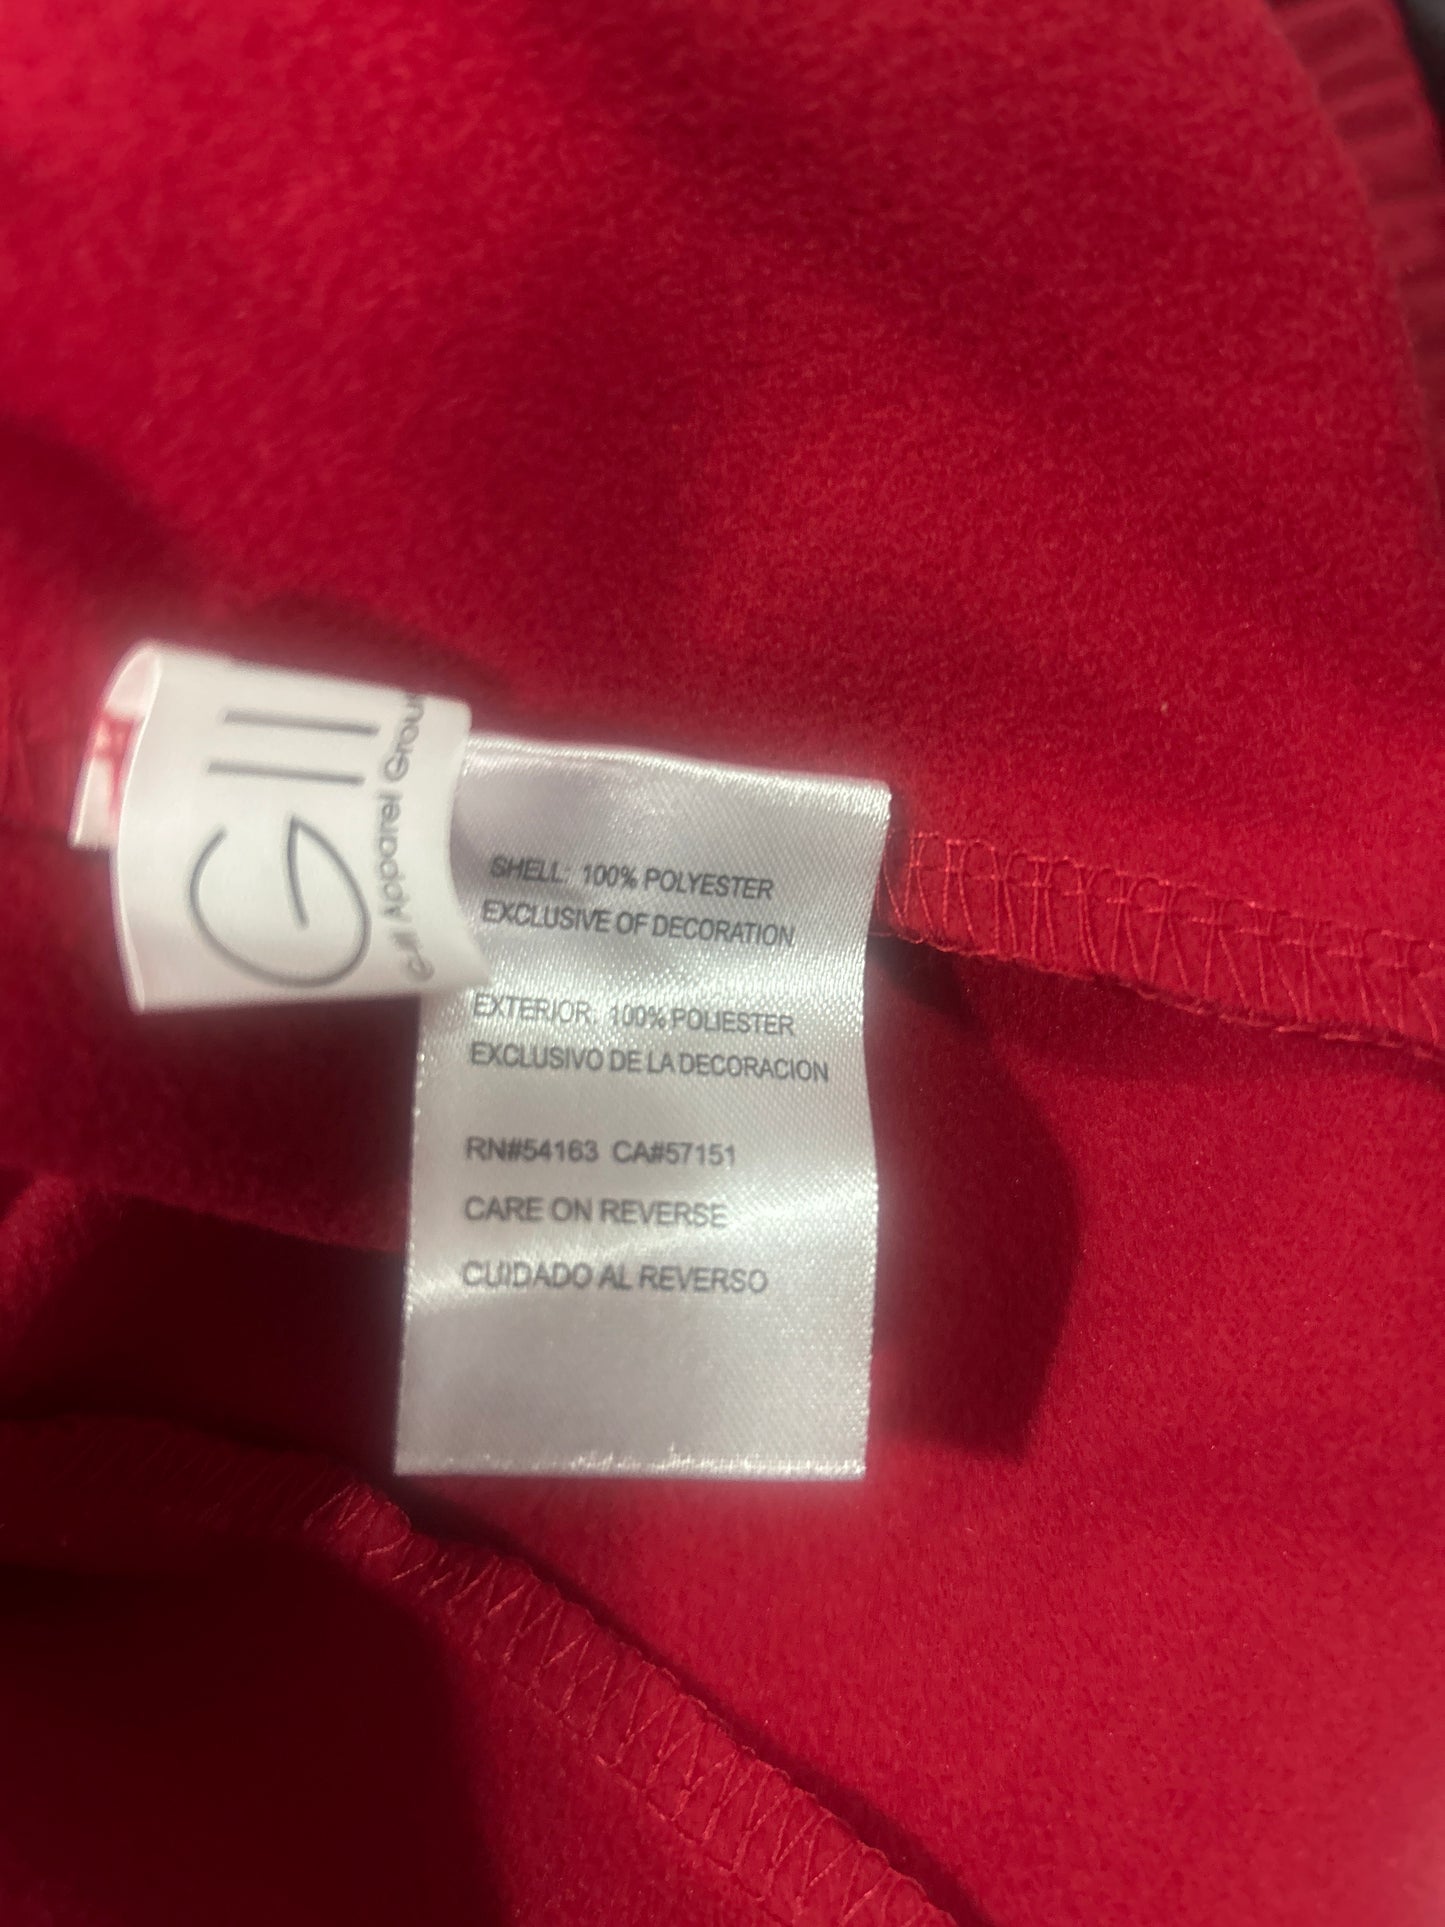 GIII
G-III Apparel Grou
SHELL: 100% POLYESTER
EXCLUSIVE OF DECORATION
EXTERIOR: 100% POLIESTER
EXCLUSIVO DE LA DECORACION
RN#54163 CA#57151
CARE ON REVERSE
CUIDADO AL REVERSO